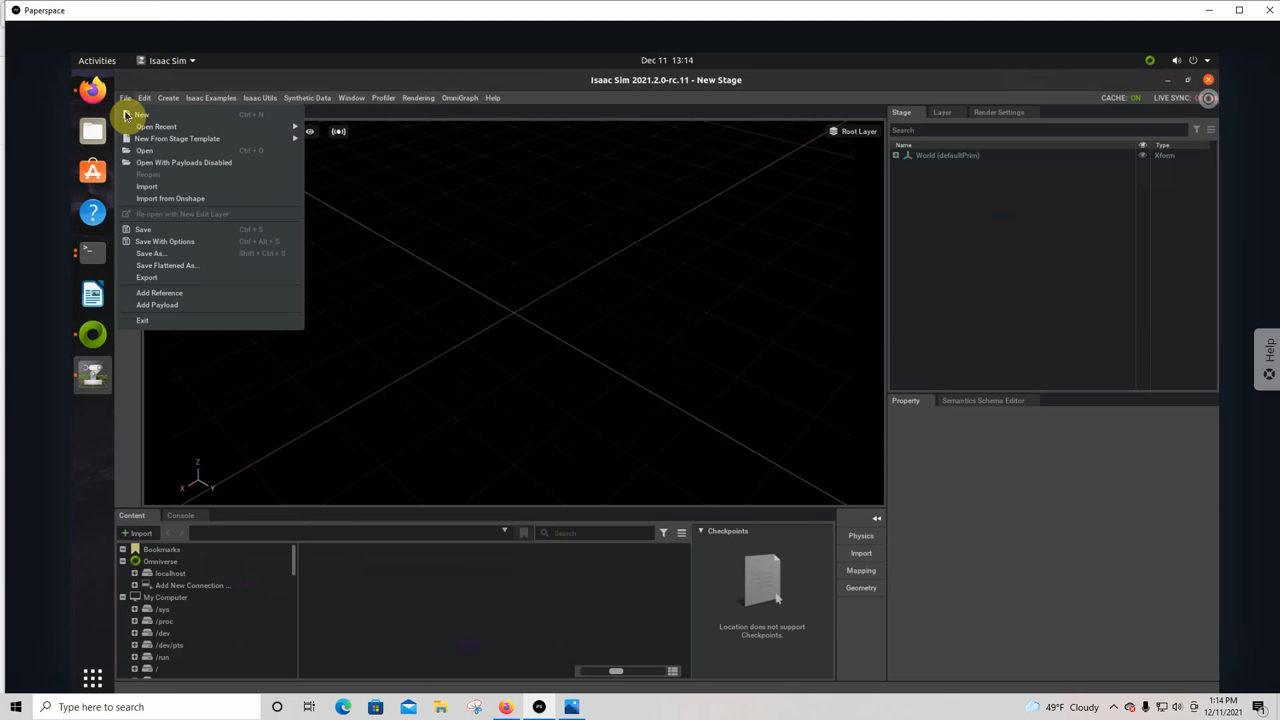 Paperspace
Activities
Isaac Sim
Dec 11 13:14
Isaac Sim 2021.2.0-rc.11 - New Stage
File Edit Create Isaac Examples Isaac Utils Synthetic Data Window Profiler Rendering OmniGraph Help
CACHE: ON LIVE SYNC:
New Ctrl + N
Open Recent
New From Stage Template
Open Ctrl + O
Open With Payloads Disabled
Reopen
Import
Import from Onshape
Re-open with New Edit Layer
Save Ctrl + S
Save With Options Ctrl + Alt + S
Save As... Shift + Ctrl + S
Save Flattened As...
Export
Add Reference
Add Payload
Exit
Root Layer
Z
X
Y
Stage Layer Render Settings
Search
Name Type
World (defaultPrim) Xform
Property Semantics Schema Editor
Help
Content Console
Import
Search
Bookmarks
Omniverse
localhost
Add New Connection ...
My Computer
/sys
/proc
/dev
/dev/pts
/run
/
Checkpoints
Location does not support
Checkpoints.
Physics
Import
Mapping
Geometry
Type here to search
49°F Cloudy
1:14 PM
12/11/2021